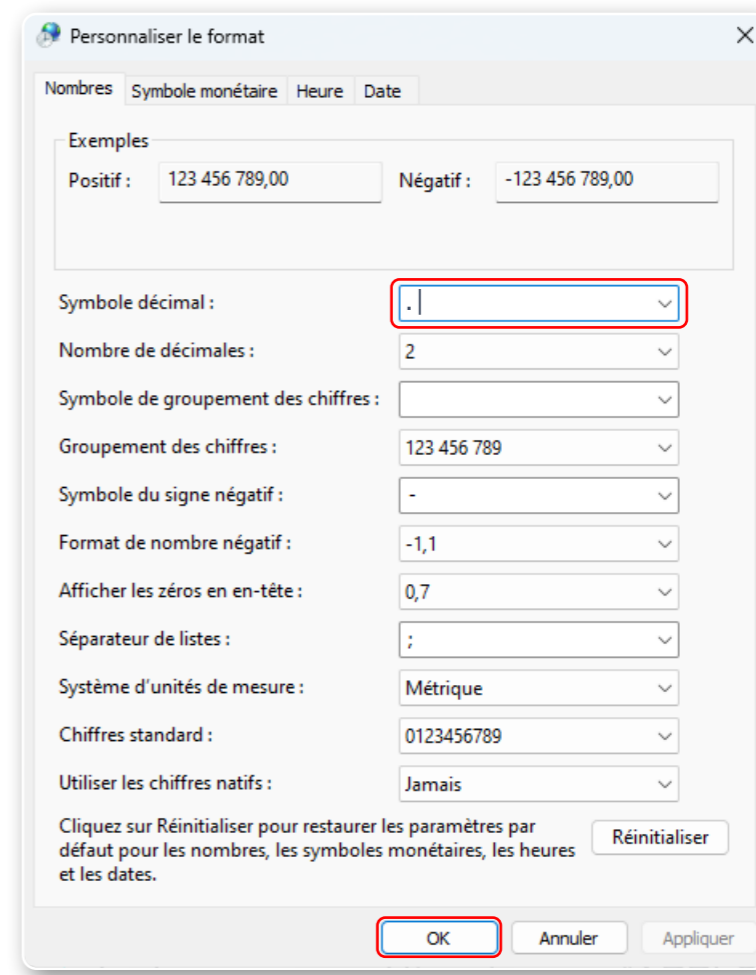 Personnaliser le format
Nombres Symbole monétaire Heure Date
Exemples
Positif : 123 456 789,00 Négatif : -123 456 789,00
Symbole décimal : .
Nombre de décimales : 2
Symbole de groupement des chiffres :
Groupement des chiffres : 123 456 789
Symbole du signe négatif : -
Format de nombre négatif : -1,1
Afficher les zéros en en-tête : 0,7
Séparateur de listes : ;
Système d'unités de mesure : Métrique
Chiffres standard : 0123456789
Utiliser les chiffres natifs : Jamais
Cliquez sur Réinitialiser pour restaurer les paramètres par
défaut pour les nombres, les symboles monétaires, les heures
et les dates.
Réinitialiser
OK Annuler Appliquer